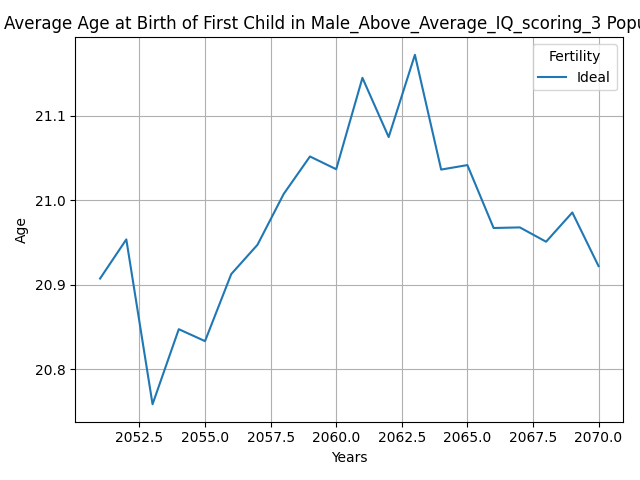 Average Age at Birth of First Child in Male_Above_Average_IQ_scoring_3 Popu
Fertility
Ideal
21.1
21.0
20.9
20.8
Age
2052.5 2055.0 2057.5 2060.0 2062.5 2065.0 2067.5 2070.0
Years